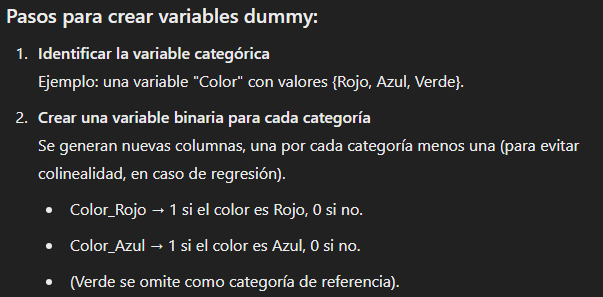 Pasos para crear variables dummy:
1. Identificar la variable categórica
Ejemplo: una variable "Color" con valores {Rojo, Azul, Verde}.
2. Crear una variable binaria para cada categoría
Se generan nuevas columnas, una por cada categoría menos una (para evitar
colinealidad, en caso de regresión).
• Color_Rojo → 1 si el color es Rojo, 0 si no.
• Color_Azul → 1 si el color es Azul, 0 si no.
• (Verde se omite como categoría de referencia).